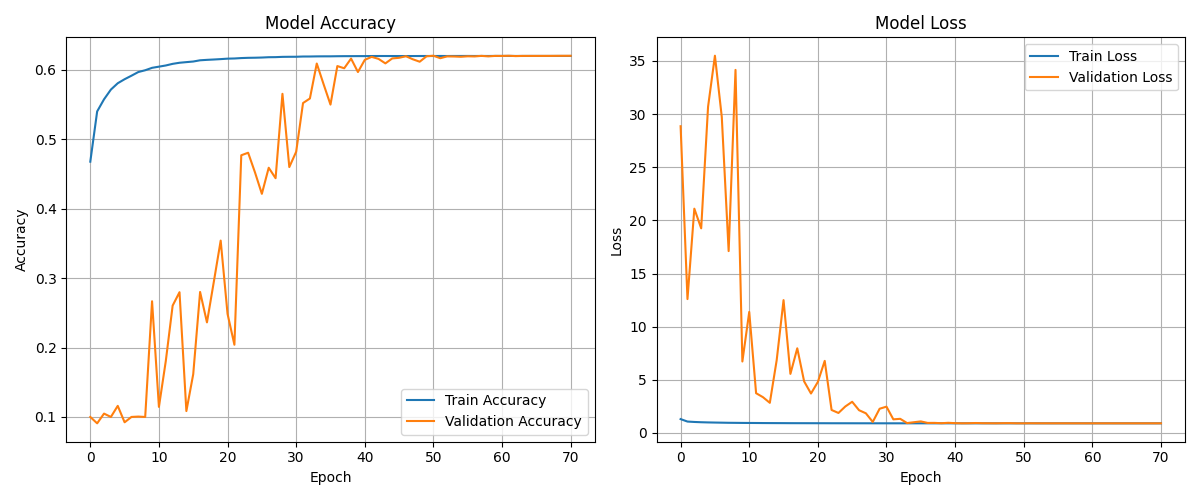 Model Accuracy
Accuracy
0.6
0.5
0.4
0.3
0.2
0.1
0 10 20 30 40 50 60 70
Epoch
Train Accuracy
Validation Accuracy
Model Loss
Loss
35
30
25
20
15
10
5
0
0 10 20 30 40 50 60 70
Epoch
Train Loss
Validation Loss